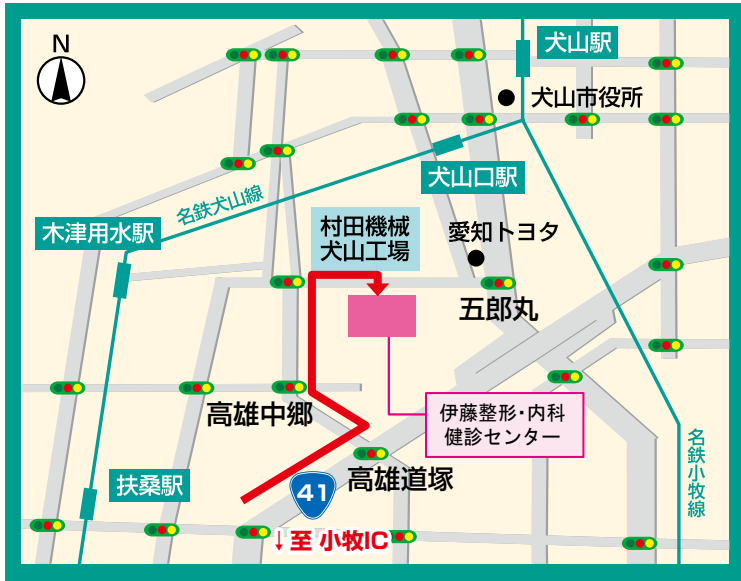 N
犬山駅
犬山市役所
犬山口駅
名鉄犬山線
木津用水駅
村田機械
犬山工場
愛知トヨタ
五郎丸
高雄中郷
伊藤整形・内科
健診センター
名鉄小牧線
扶桑駅
高雄道塚
41
↓至 小牧IC